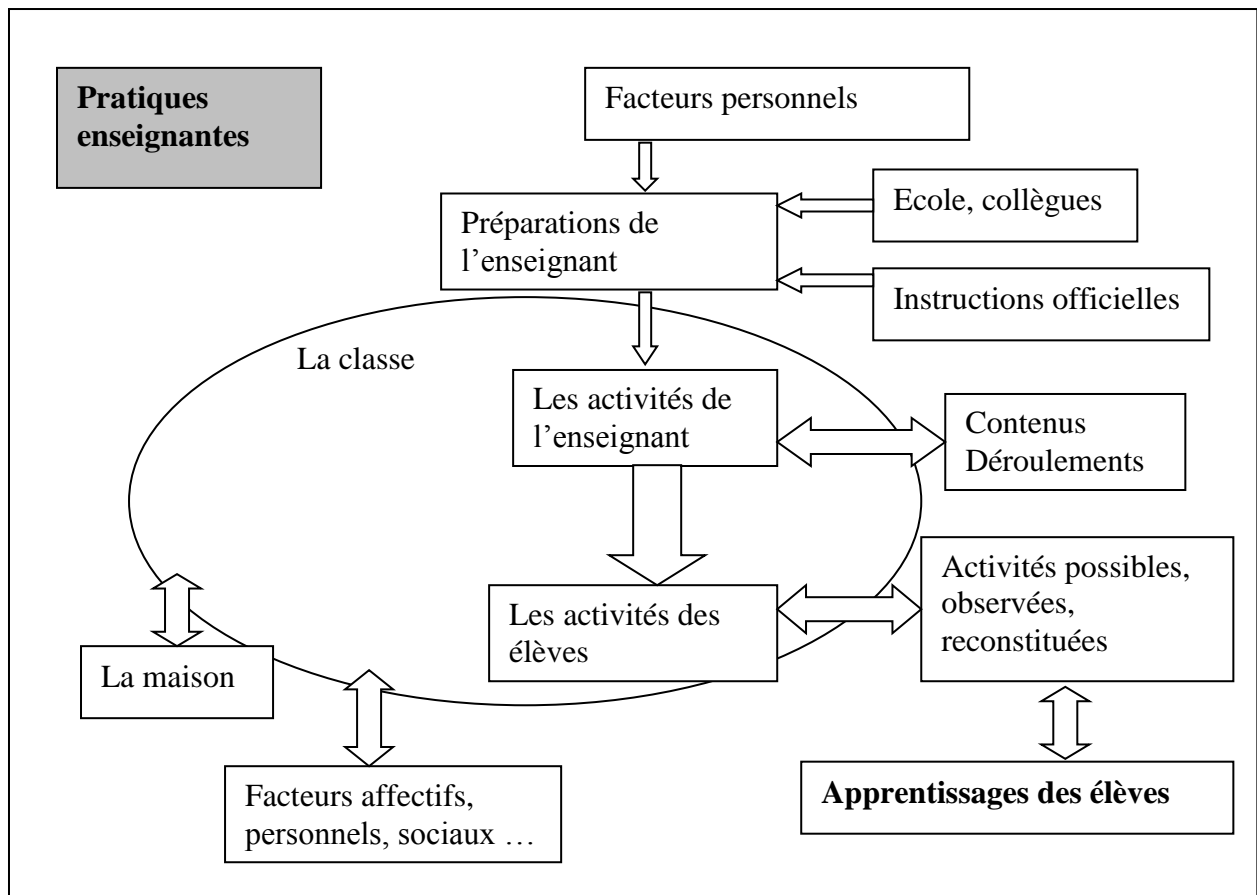 Pratiques
enseignantes
Facteurs personnels
Ecole, collègues
Préparations de
l’enseignant
Instructions officielles
La classe
Les activités de
l’enseignant
Contenus
Déroulements
Activités possibles,
observées,
reconstituées
Les activités des
élèves
La maison
Facteurs affectifs,
personnels, sociaux …
Apprentissages des élèves